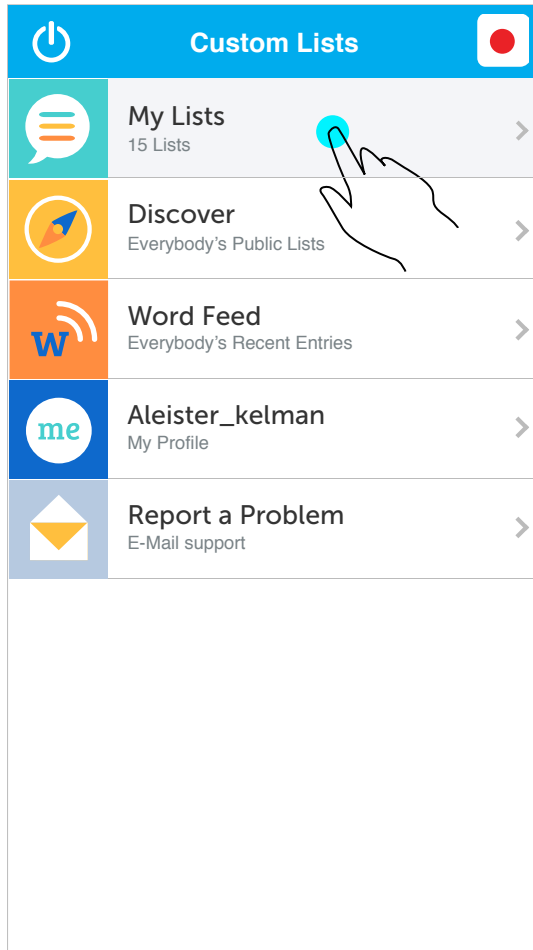 Custom Lists
My Lists
15 Lists
Discover
Everybody’s Public Lists
w
Word Feed
Everybody’s Recent Entries
me
Aleister_kelman
My Profile
Report a Problem
E-Mail support